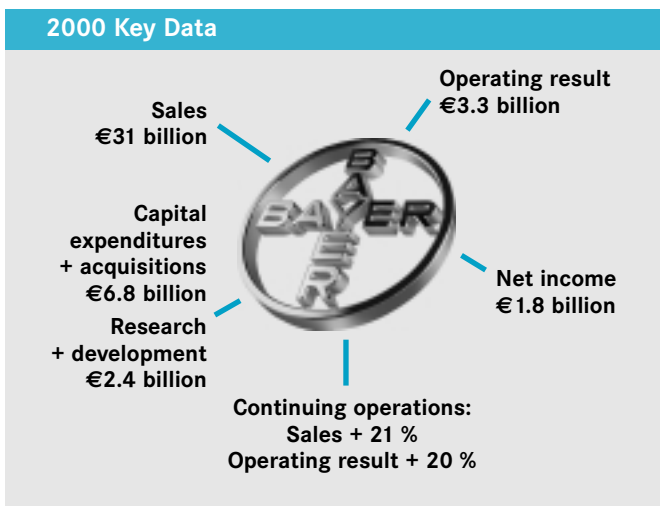 2000 Key Data
Operating result
€3.3 billion
Sales
€31 billion
BAYER
BAYER
Capital
expenditures
+ acquisitions
€6.8 billion
Net income
€1.8 billion
Research
+ development
€2.4 billion
Continuing operations:
Sales + 21 %
Operating result + 20 %